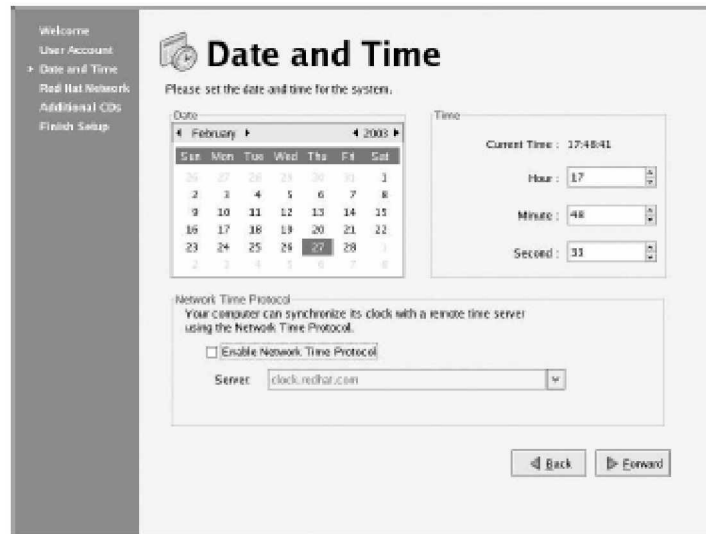 Welcome
User Account
Date and Time
Red Hat Network
Additional CDs
Finish Setup
Date and Time
Please set the date and time for the system.
Date
February 2003
Sun Mon Tue Wed Thu Fri Sat
26 27 28 29 30 31 1
2 3 4 5 6 7 8
9 10 11 12 13 14 15
16 17 18 19 20 21 22
23 24 25 26 27 28 1
2 3 4 5 6 7 8
Time
Current Time : 17:48:41
Hour : 17
Minute : 48
Second : 33
Network Time Protocol
Your computer can synchronize its clock with a remote time server
using the Network Time Protocol.
Enable Network Time Protocol
Server: clock.redhat.com
Back
Forward